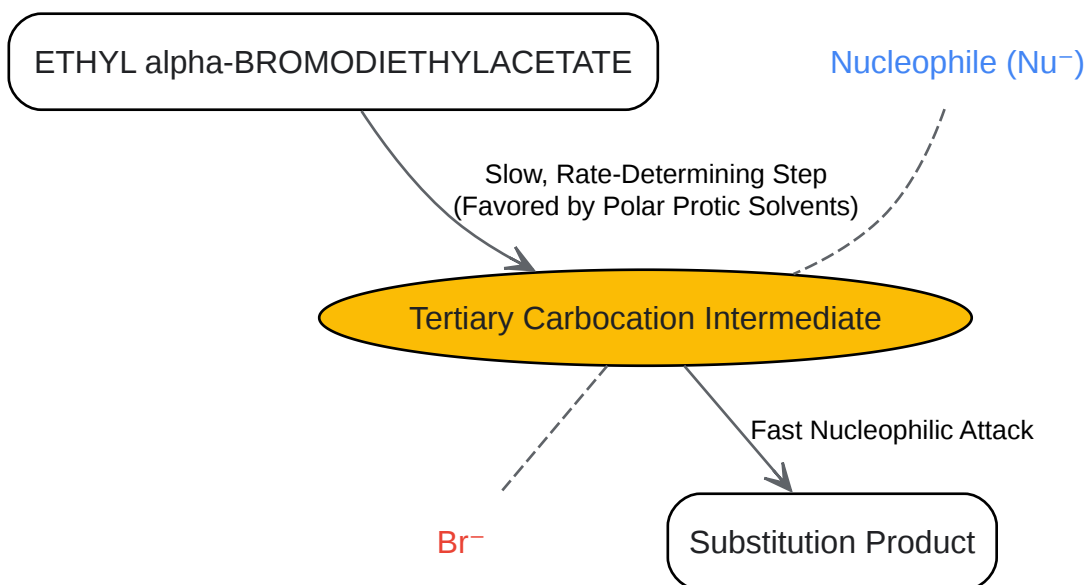 ETHYL alpha-BROMODIETHYLACETATE
Nucleophile (Nu⁻)
Slow, Rate-Determining Step
(Favored by Polar Protic Solvents)
Tertiary Carbocation Intermediate
Fast Nucleophilic Attack
Br⁻
Substitution Product